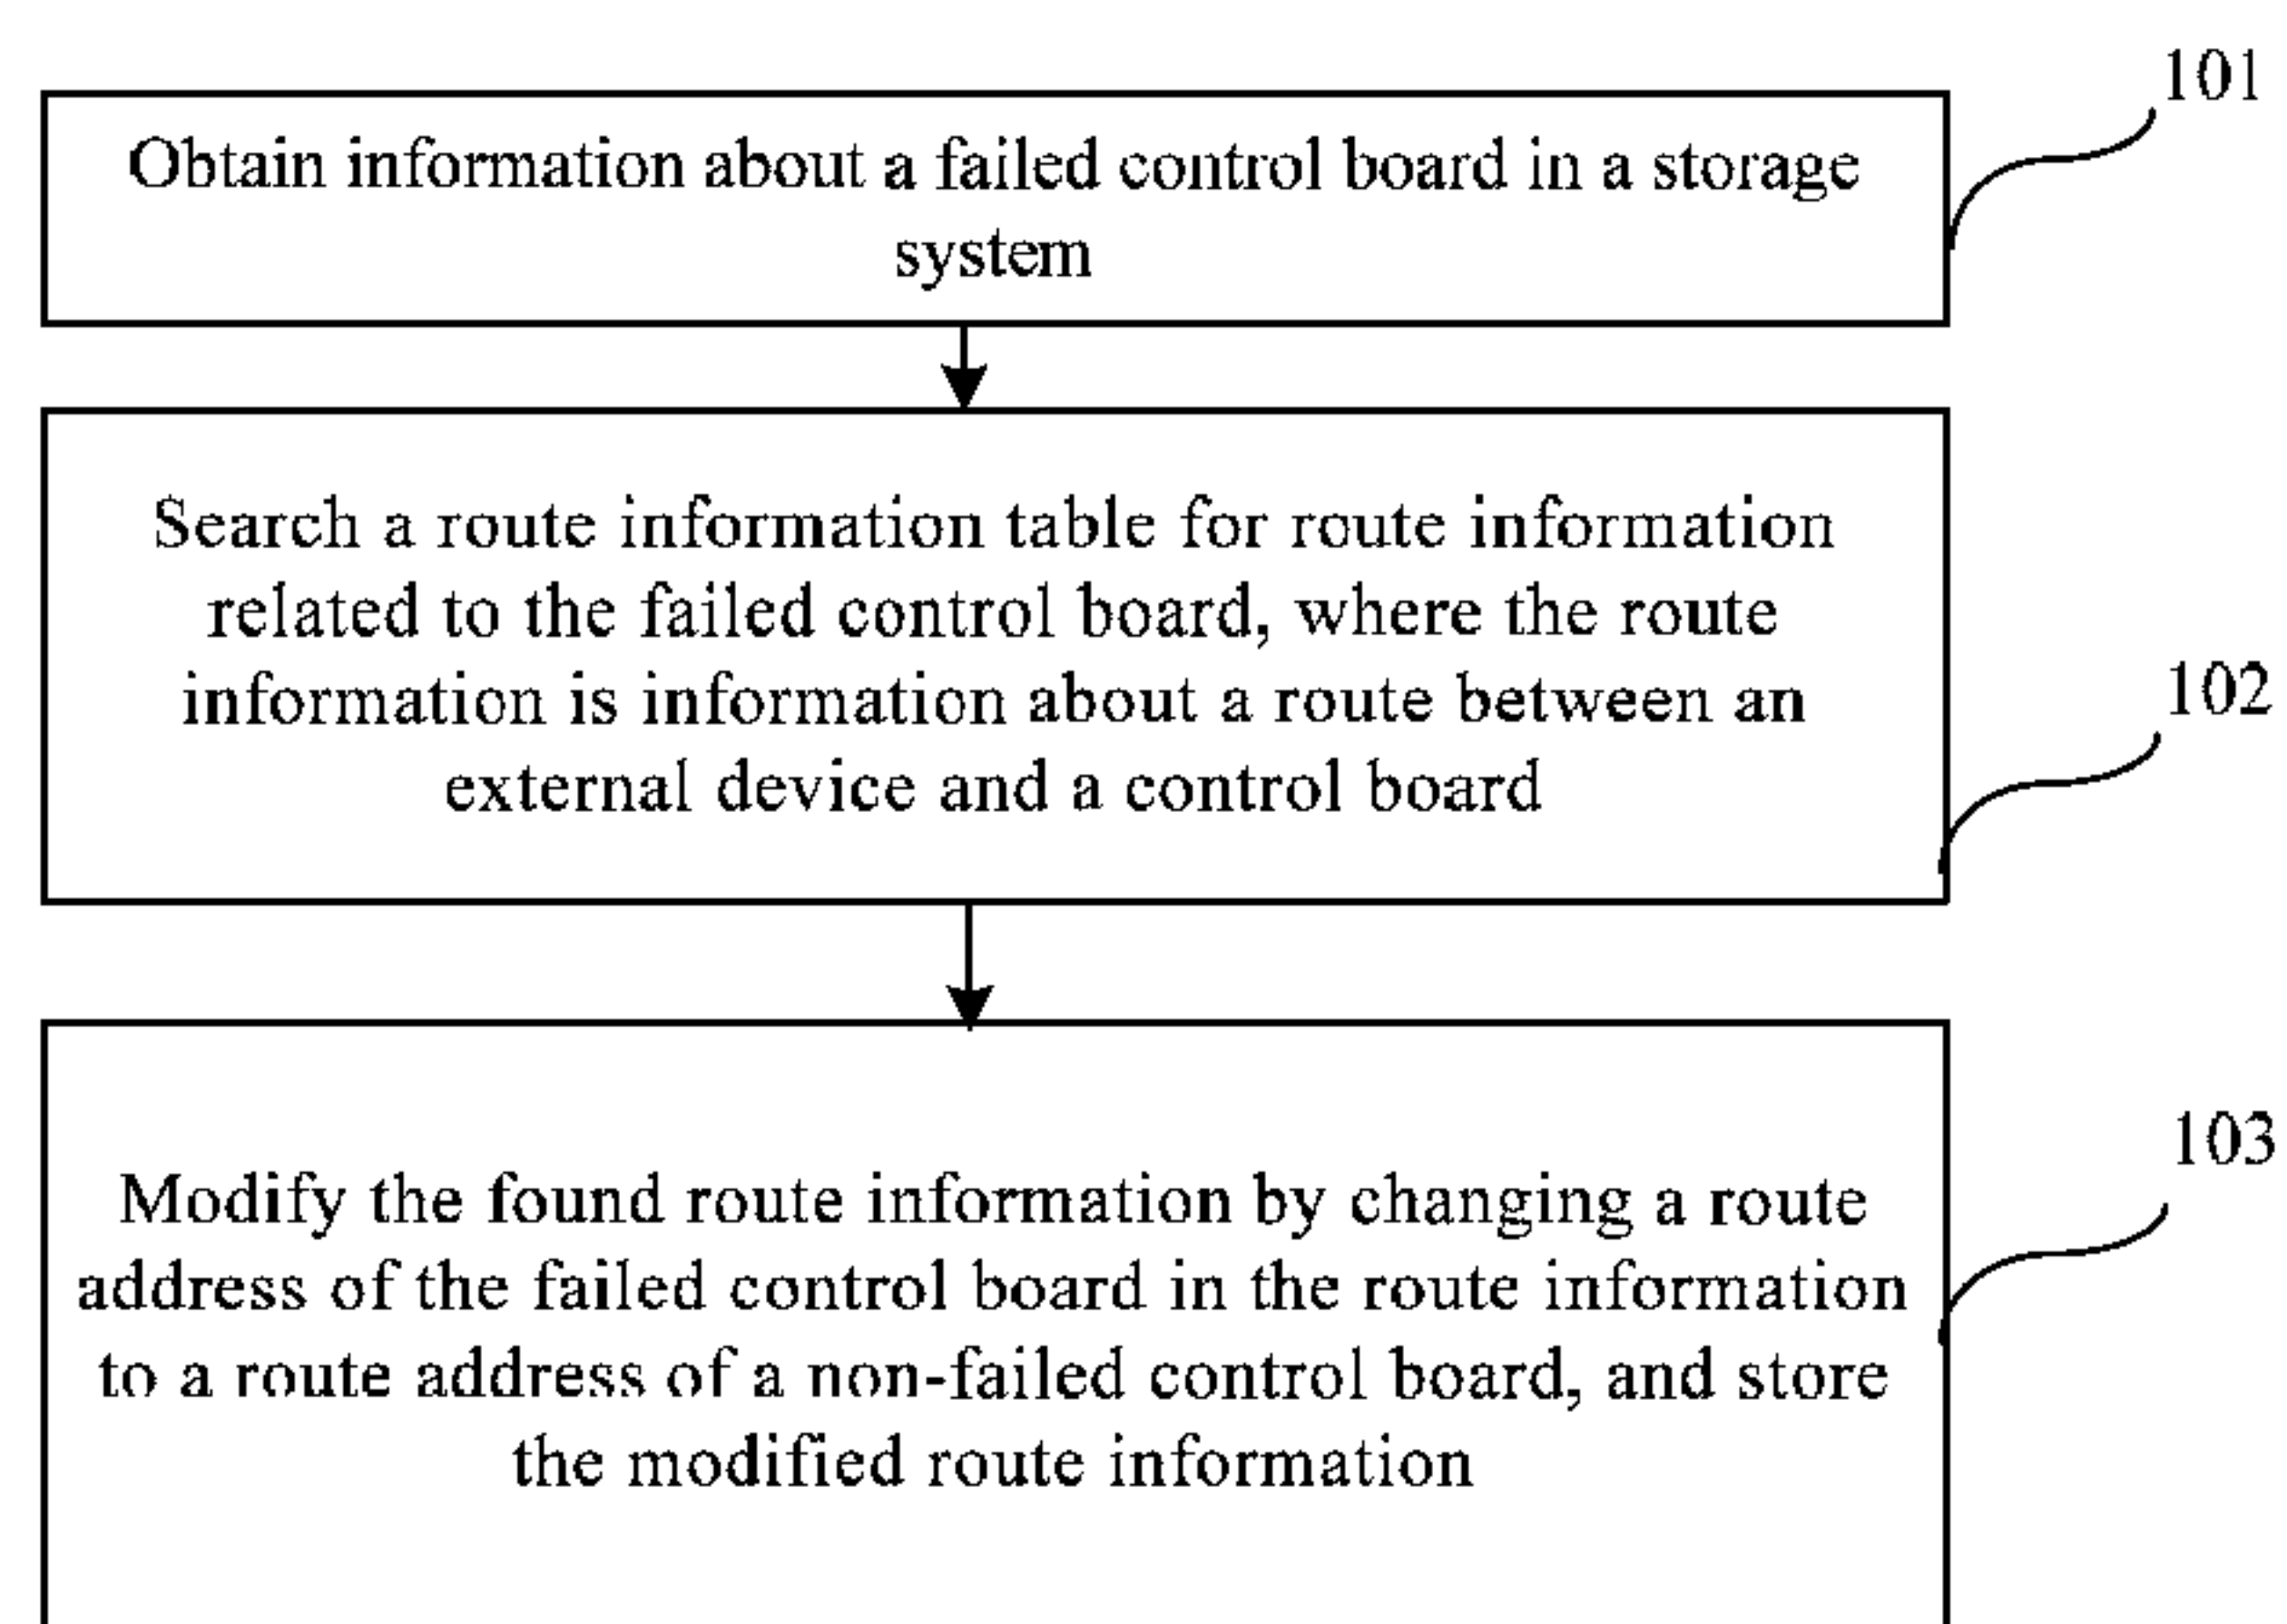 101
Obtain information about a failed control board in a storage
system
Search a route information table for route information
related to the failed control board, where the route
information is information about a route between an
external device and a control board
102
103
Modify the found route information by changing a route
address of the failed control board in the route information
to a route address of a non-failed control board, and store
the modified route information